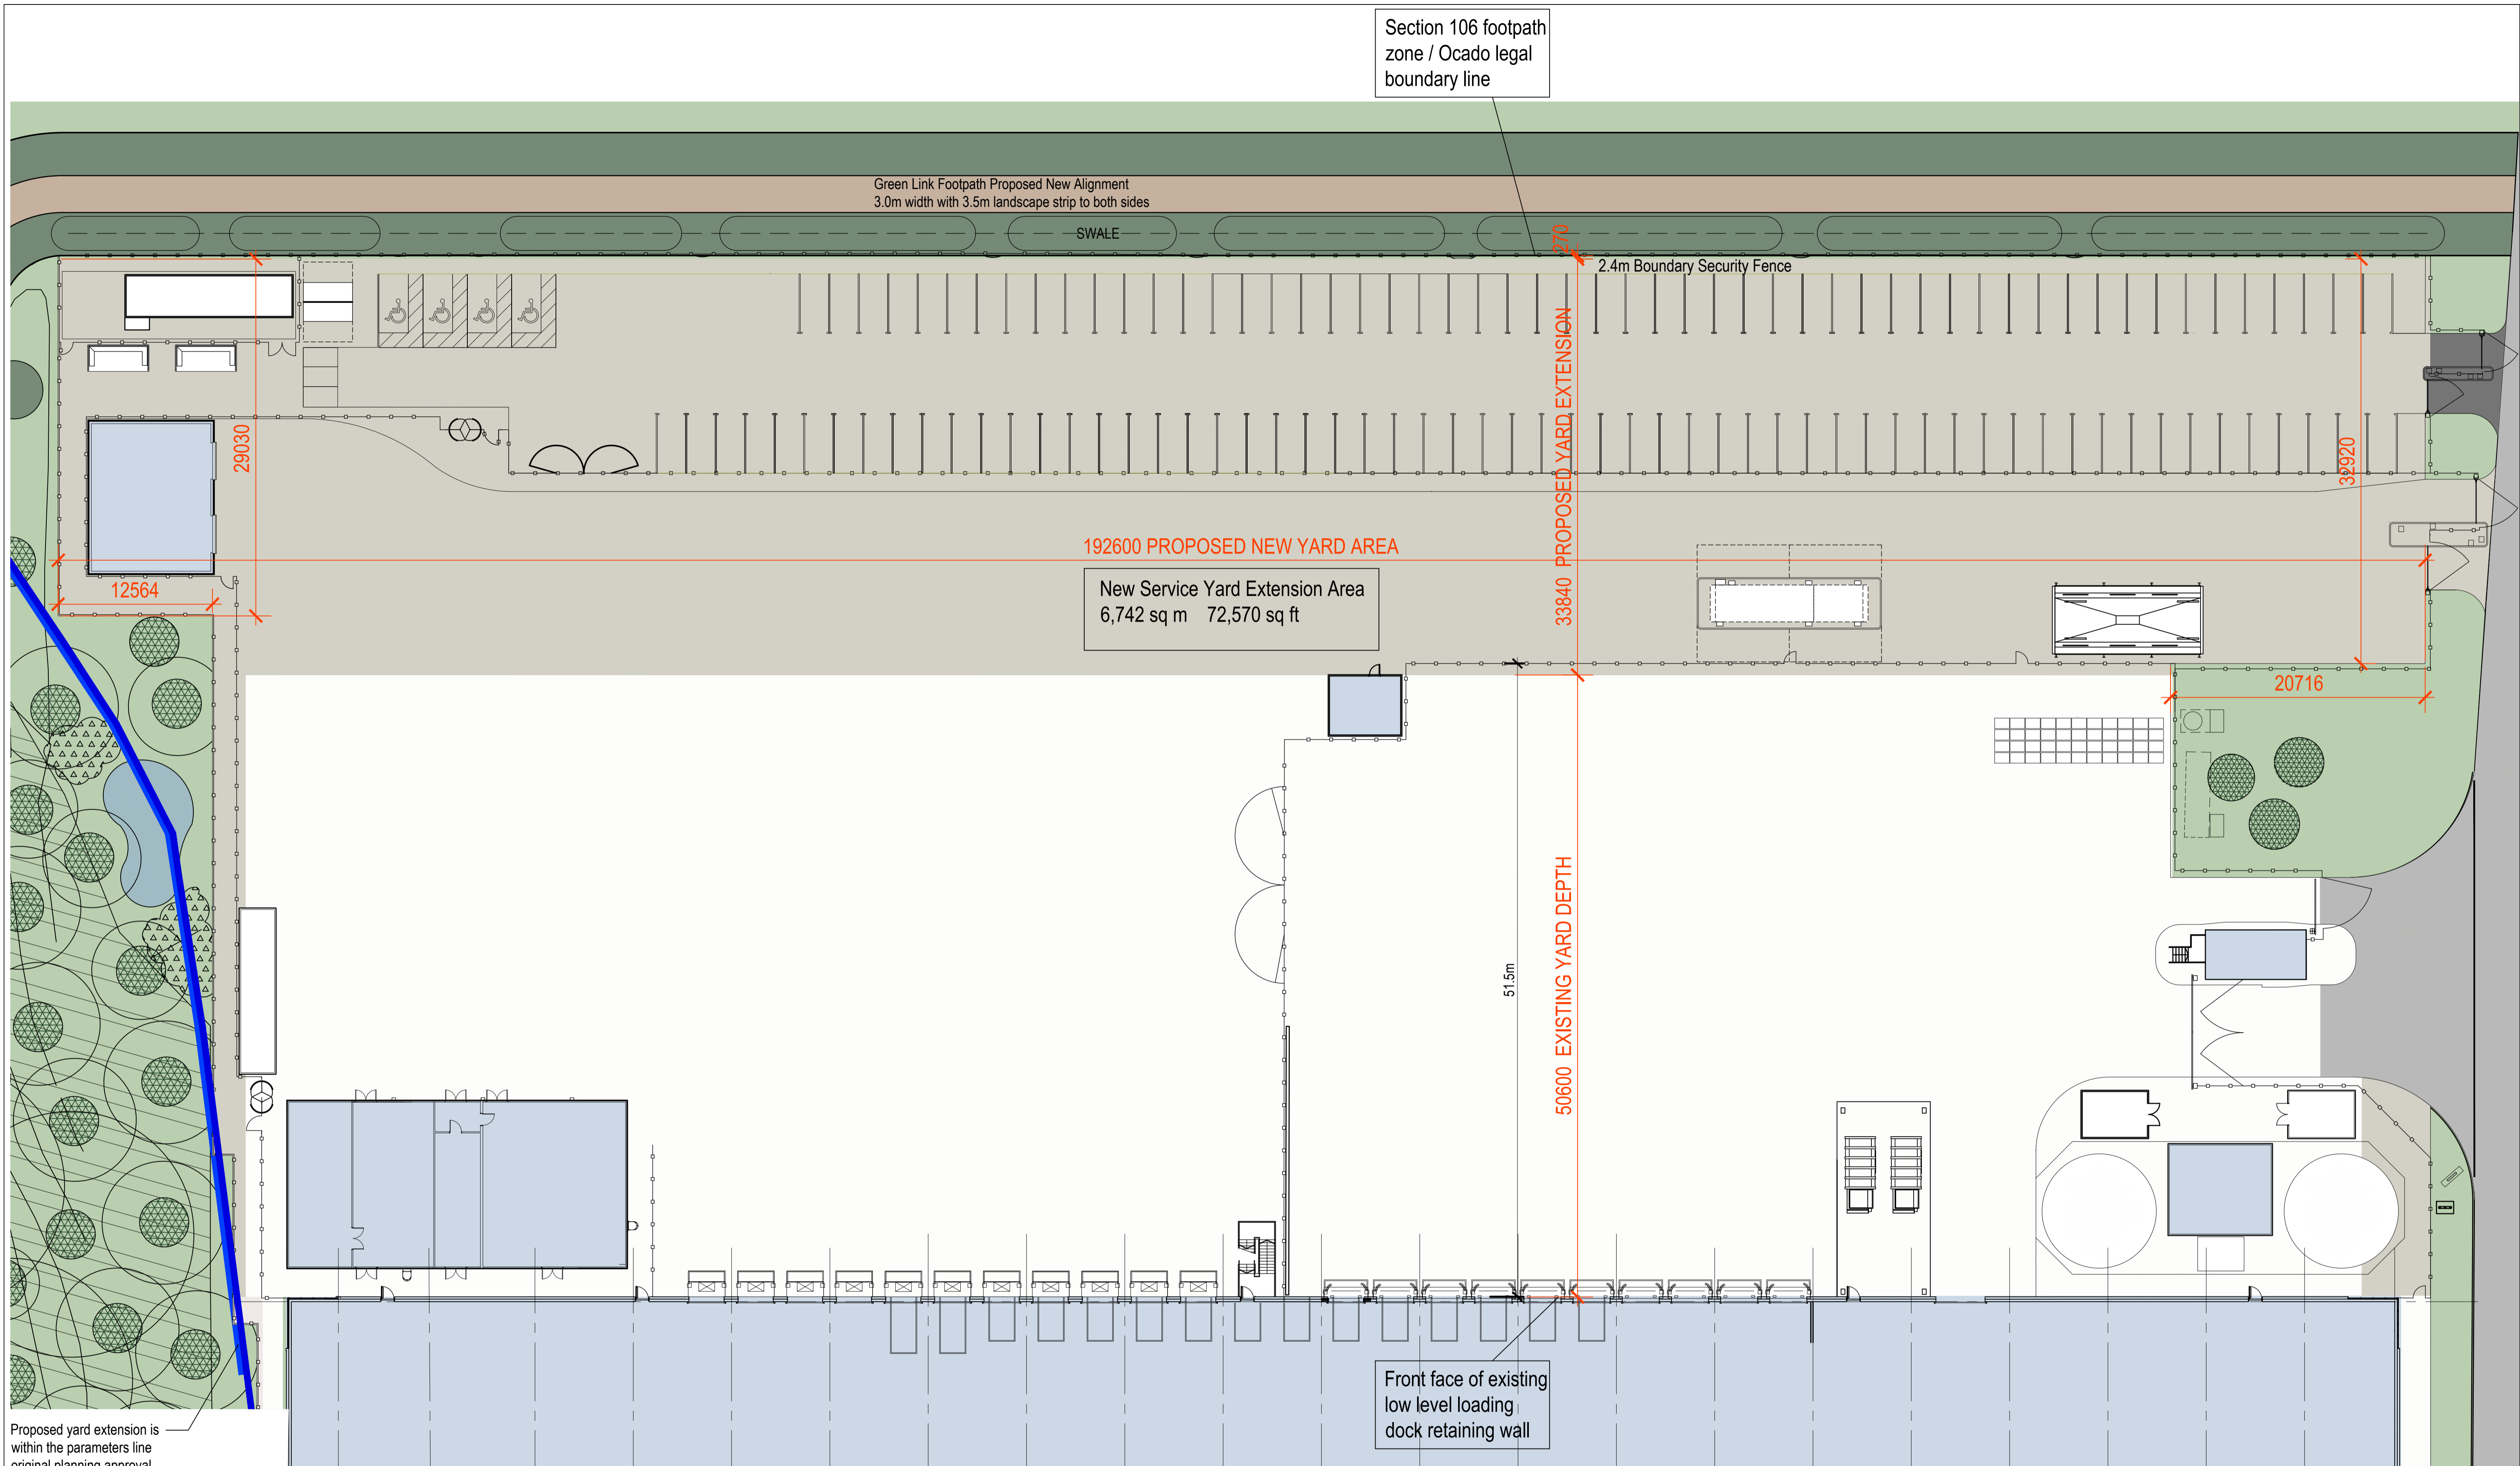 Section 106 footpath
zone / Ocado legal
boundary line
Green Link Footpath Proposed New Alignment
3.0m width with 3.5m landscape strip to both sides
SWALE
270
2.4m Boundary Security Fence
29030
33840 PROPOSED YARD EXTENSION
32920
192600 PROPOSED NEW YARD AREA
12564
New Service Yard Extension Area
6,742 sq m 72,570 sq ft
20716
51.5m
50600 EXISTING YARD DEPTH
Front face of existing
low level loading
dock retaining wall
Proposed yard extension is
within the parameters line
original planning approval